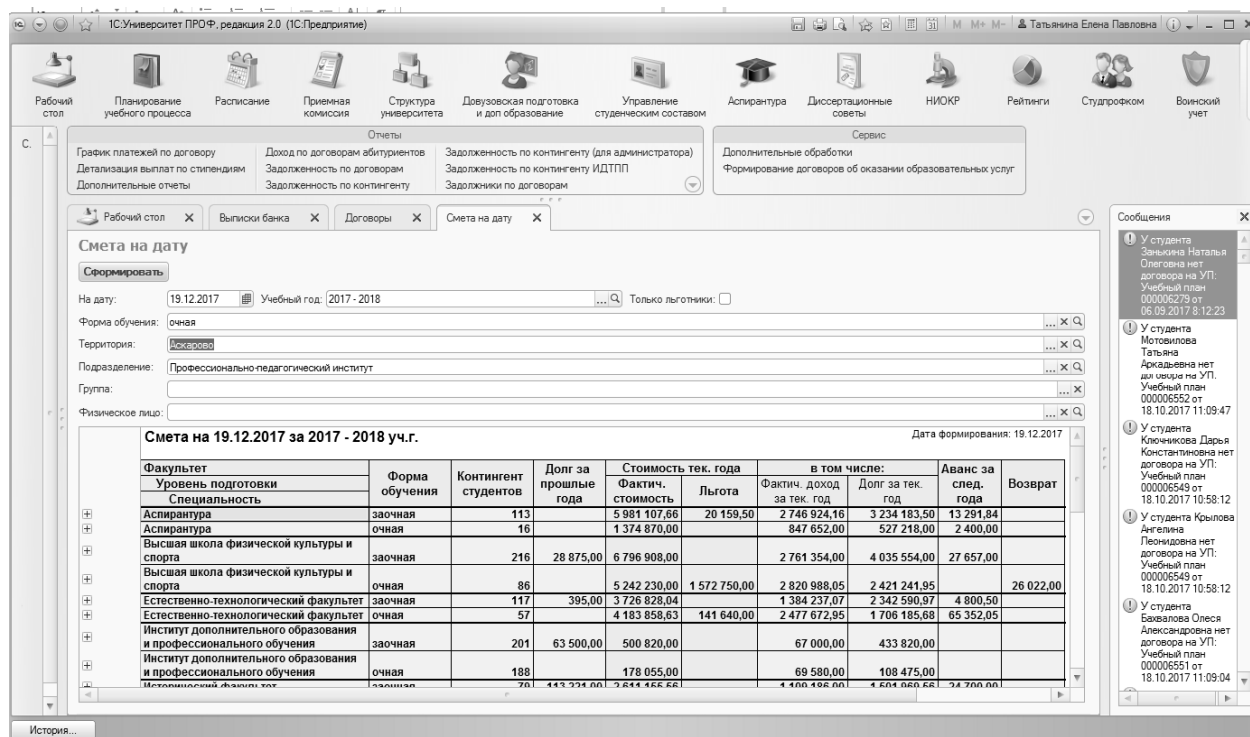 1С:Университет ПРОФ, редакция 2.0 (1С:Предприятие)
M M+ M-
Татьянина Елена Павловна
Рабочий стол
Планирование учебного процесса
Расписание
Приемная комиссия
Структура университета
Довузовская подготовка и доп образование
Управление студенческим составом
Аспирантура
Диссертационные советы
НИОКР
Рейтинги
Студпрофком
Воинский учет
С.
Отчеты
График платежей по договору
Доход по договорам абитуриентов
Задолженность по контингенту (для администратора)
Детализация выплат по стипендиям
Задолженность по договорам
Задолженность по контингенту ИДТПП
Дополнительные отчеты
Задолженность по контингенту
Задолжники по договорам
Сервис
Дополнительные обработки
Формирование договоров об оказании образовательных услуг
Рабочий стол
Выписки банка
Договоры
Смета на дату
Смета на дату
Сформировать
На дату: 19.12.2017 Учебный год: 2017 - 2018 Только льготники:
Форма обучения: очная
Территория: Аскарово
Подразделение: Профессионально-педагогический институт
Группа:
Физическое лицо:
Смета на 19.12.2017 за 2017 - 2018 уч.г.
Дата формирования: 19.12.2017
Факультет
Уровень подготовки
Специальность
Форма обучения
Контингент студентов
Долг за прошлые года
Стоимость тек. года
Фактич. стоимость
Льгота
в том числе:
Фактич. доход за тек. год
Долг за тек. год
Аванс за след. года
Возврат
Аспирантура заочная 113 5 981 107,66 20 159,50 2 746 924,16 3 234 183,50 13 291,84
Аспирантура очная 16 1 374 870,00 847 652,00 527 218,00 2 400,00
Высшая школа физической культуры и
спорта заочная 216 28 875,00 6 796 908,00 2 761 354,00 4 035 554,00 27 657,00
Высшая школа физической культуры и
спорта очная 86 5 242 230,00 1 572 750,00 2 820 988,05 2 421 241,95 26 022,00
Естественно-технологический факультет заочная 117 395,00 3 726 828,04 1 384 237,07 2 342 590,97 4 800,50
Естественно-технологический факультет очная 57 4 183 858,63 141 640,00 2 477 672,95 1 706 185,68 65 352,05
Институт дополнительного образования
и профессионального обучения заочная 201 63 500,00 500 820,00 67 000,00 433 820,00
Институт дополнительного образования
и профессионального обучения очная 188 178 055,00 69 580,00 108 475,00
Исторический факультет заочная 79 113 221,00 2 611 155,56 1 109 186,00 1 501 969,56 24 700,00
Сообщения
У студента
Занькина Наталья
Олеговна нет
договора на УП:
Учебный план
000006279 от
06.09.2017 8:12:23
У студента
Мотовилова
Татьяна
Аркадьевна нет
договора на УП:
Учебный план
000006552 от
18.10.2017 11:09:47
У студента
Ключникова Дарья
Константиновна нет
договора на УП:
Учебный план
000006549 от
18.10.2017 10:58:12
У студента Крылова
Ангелина
Леонидовна нет
договора на УП:
Учебный план
000006549 от
18.10.2017 10:58:12
У студента
Бахвалова Олеся
Александровна нет
договора на УП:
Учебный план
000006551 от
18.10.2017 11:09:04
История...